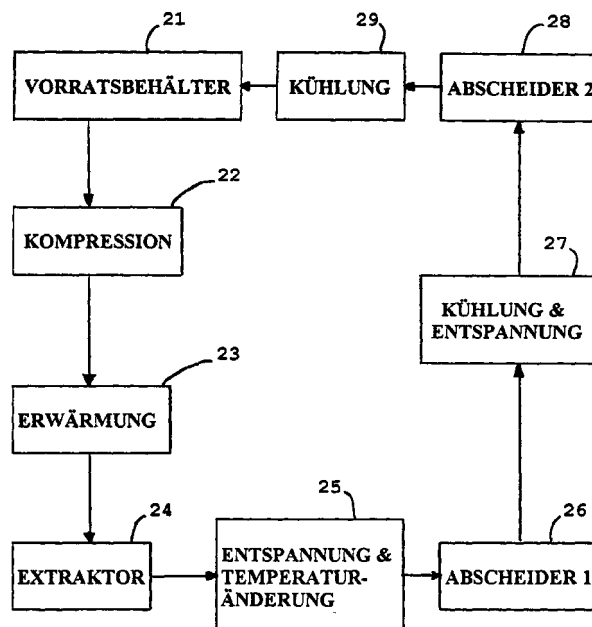 21
29
28
VORRATSBEHÄLTER
KÜHLUNG
ABSCHEIDER 2
22
KOMPRESSION
27
KÜHLUNG &
ENTSPANNUNG
23
ERWÄRMUNG
24
25
26
EXTRAKTOR
ENTSPANNUNG &
TEMPERATUR-
ÄNDERUNG
ABSCHEIDER 1